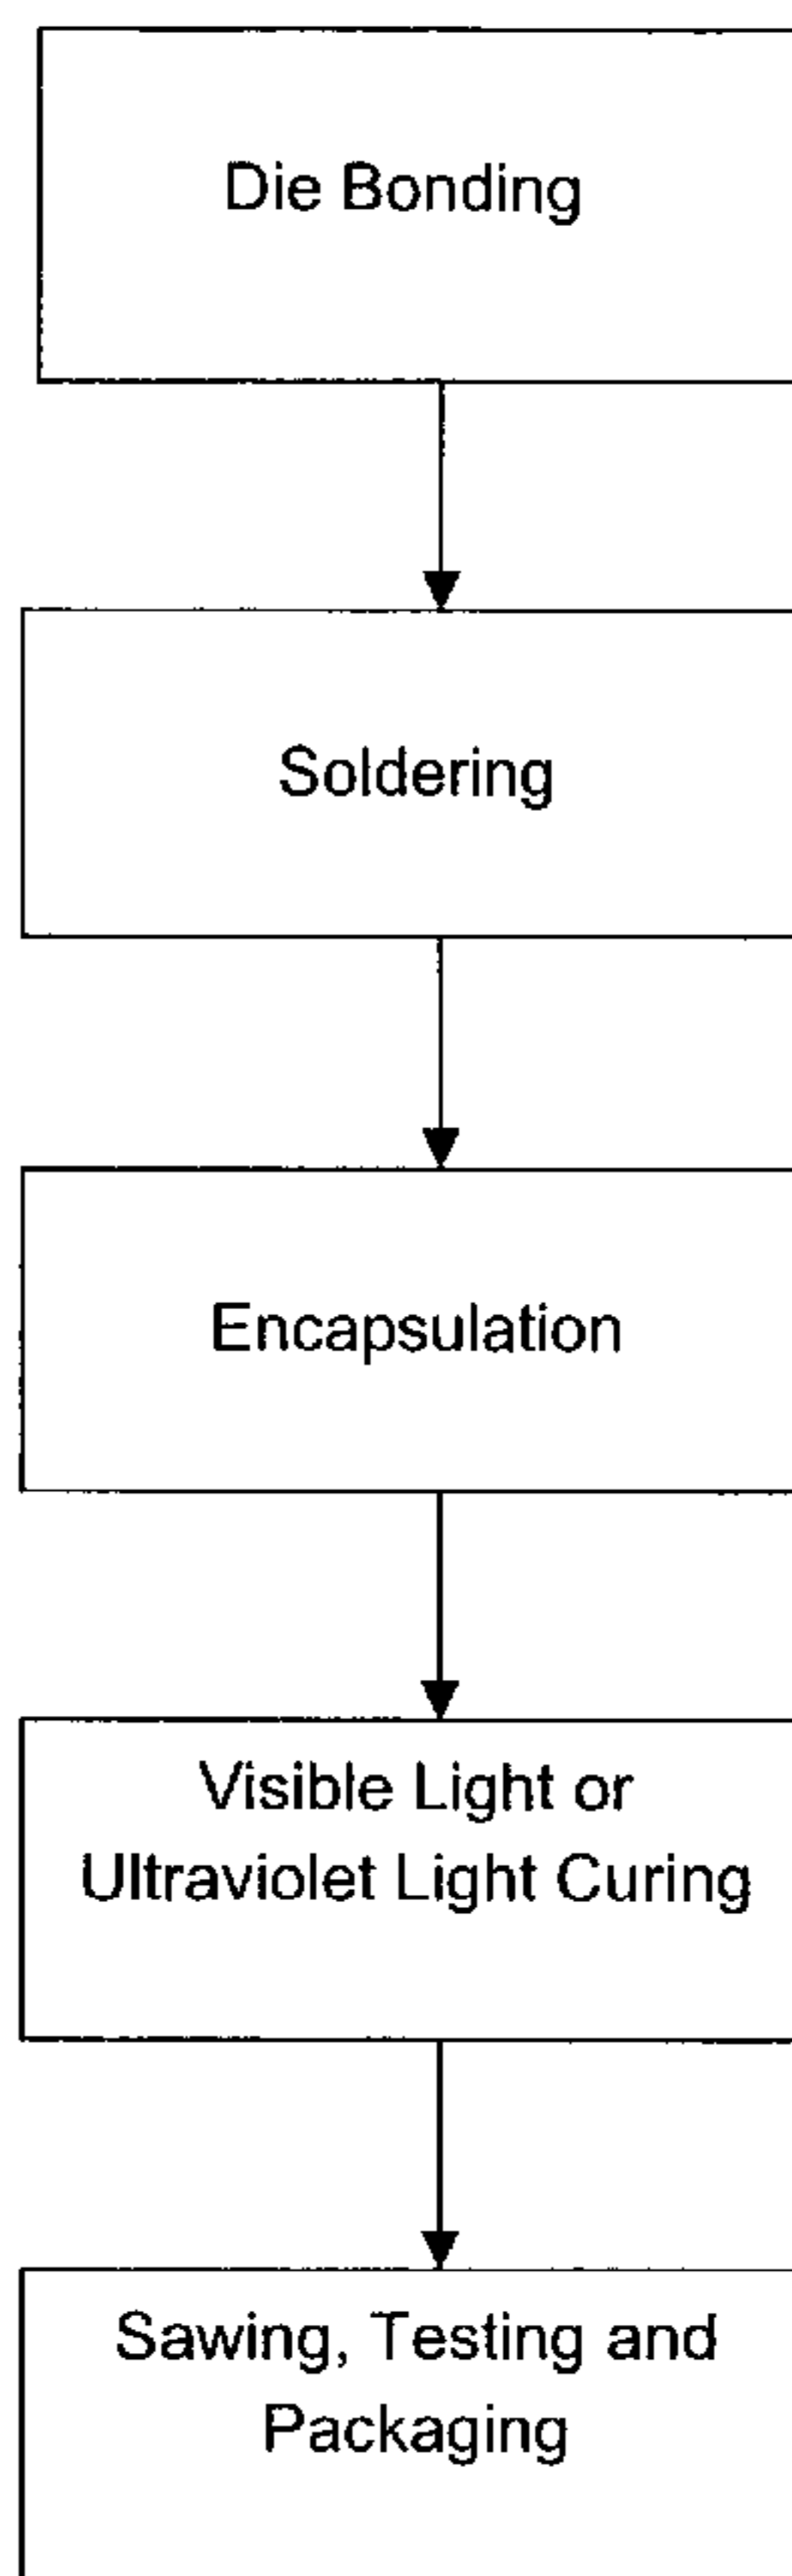 Die Bonding
Soldering
Encapsulation
Visible Light or
Ultraviolet Light Curing
Sawing, Testing and
Packaging